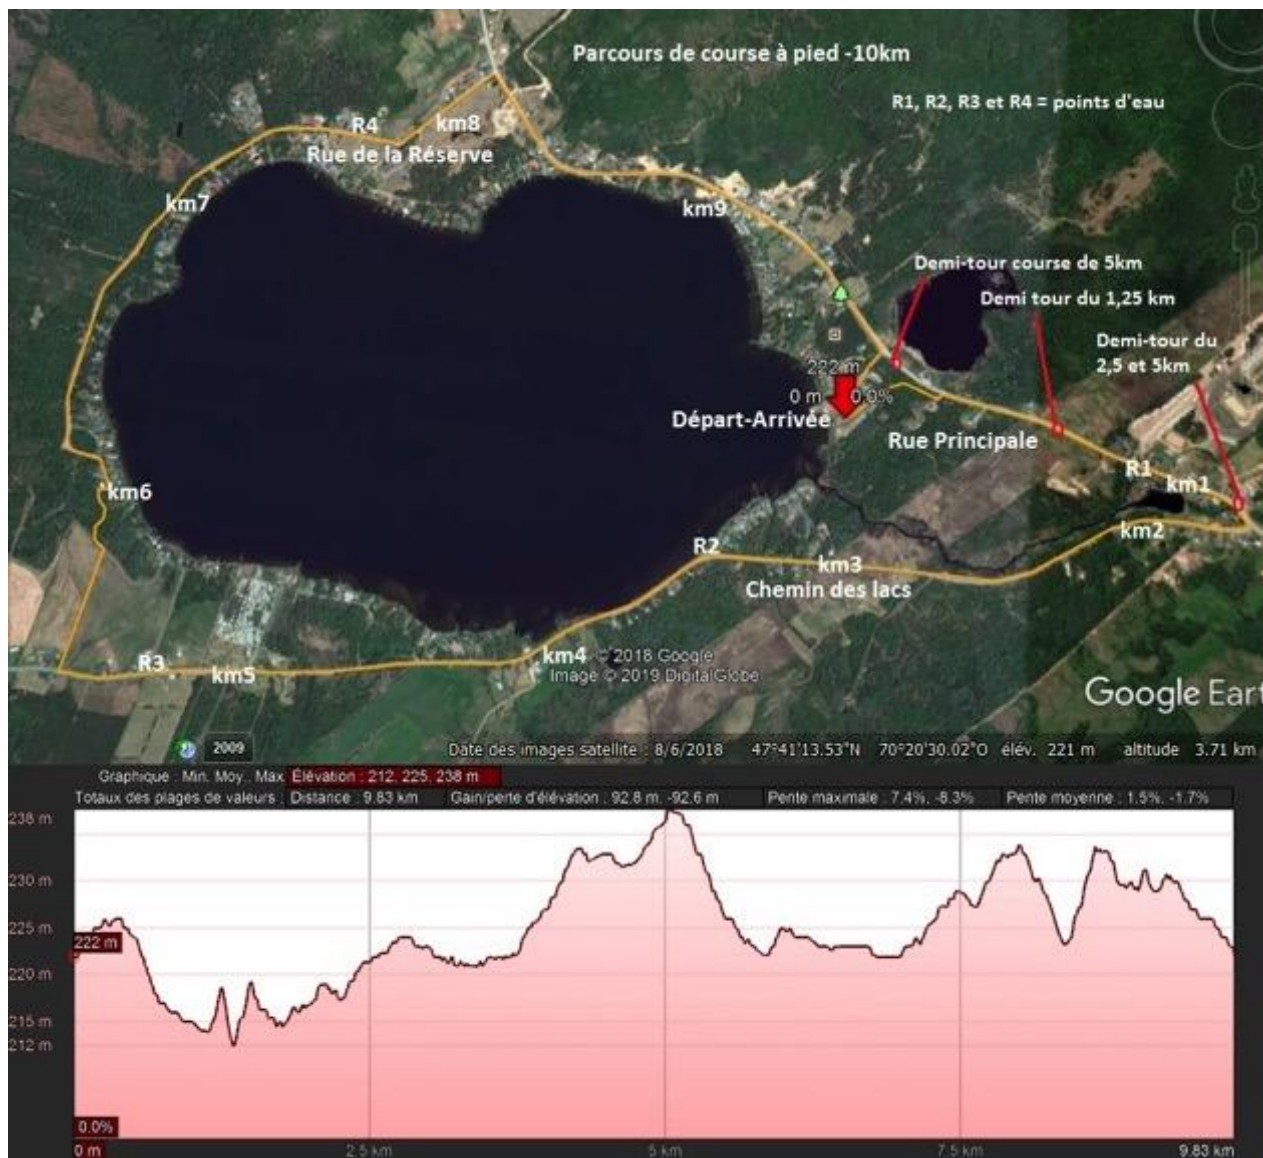 Parcours de course à pied -10km
R1, R2, R3 et R4 = points d'eau
R4
km8
Rue de la Réserve
km7
km9
Demi-tour course de 5km
Demi tour du 1,25 km
Demi-tour du
2,5 et 5km
222 m
0 m 0.0%
Départ-Arrivée
Rue Principale
R1
km1
km6
km2
R2
km3
Chemin des lacs
km4
© 2018 Google
Image © 2019 DigitalGlobe
R3
km5
Google Eart
2009
Date des images satellite : 8/6/2018 47°41'13.53"N 70°20'30.02"O élév. 221 m altitude 3.71 km
Graphique : Min. Moy.. Max Élévation : 212, 225, 238 m
Totaux des plages de valeurs : Distance : 9.83 km Gain/perte d'élévation : 92.8 m, -92.6 m Pente maximale : 7.4%, -8.3% Pente moyenne : 1.5%, -1.7%
238 m
230 m
225 m
222 m
220 m
215 m
212 m
0.0%
0 m 2.5 km 5 km 7.5 km 9.83 km